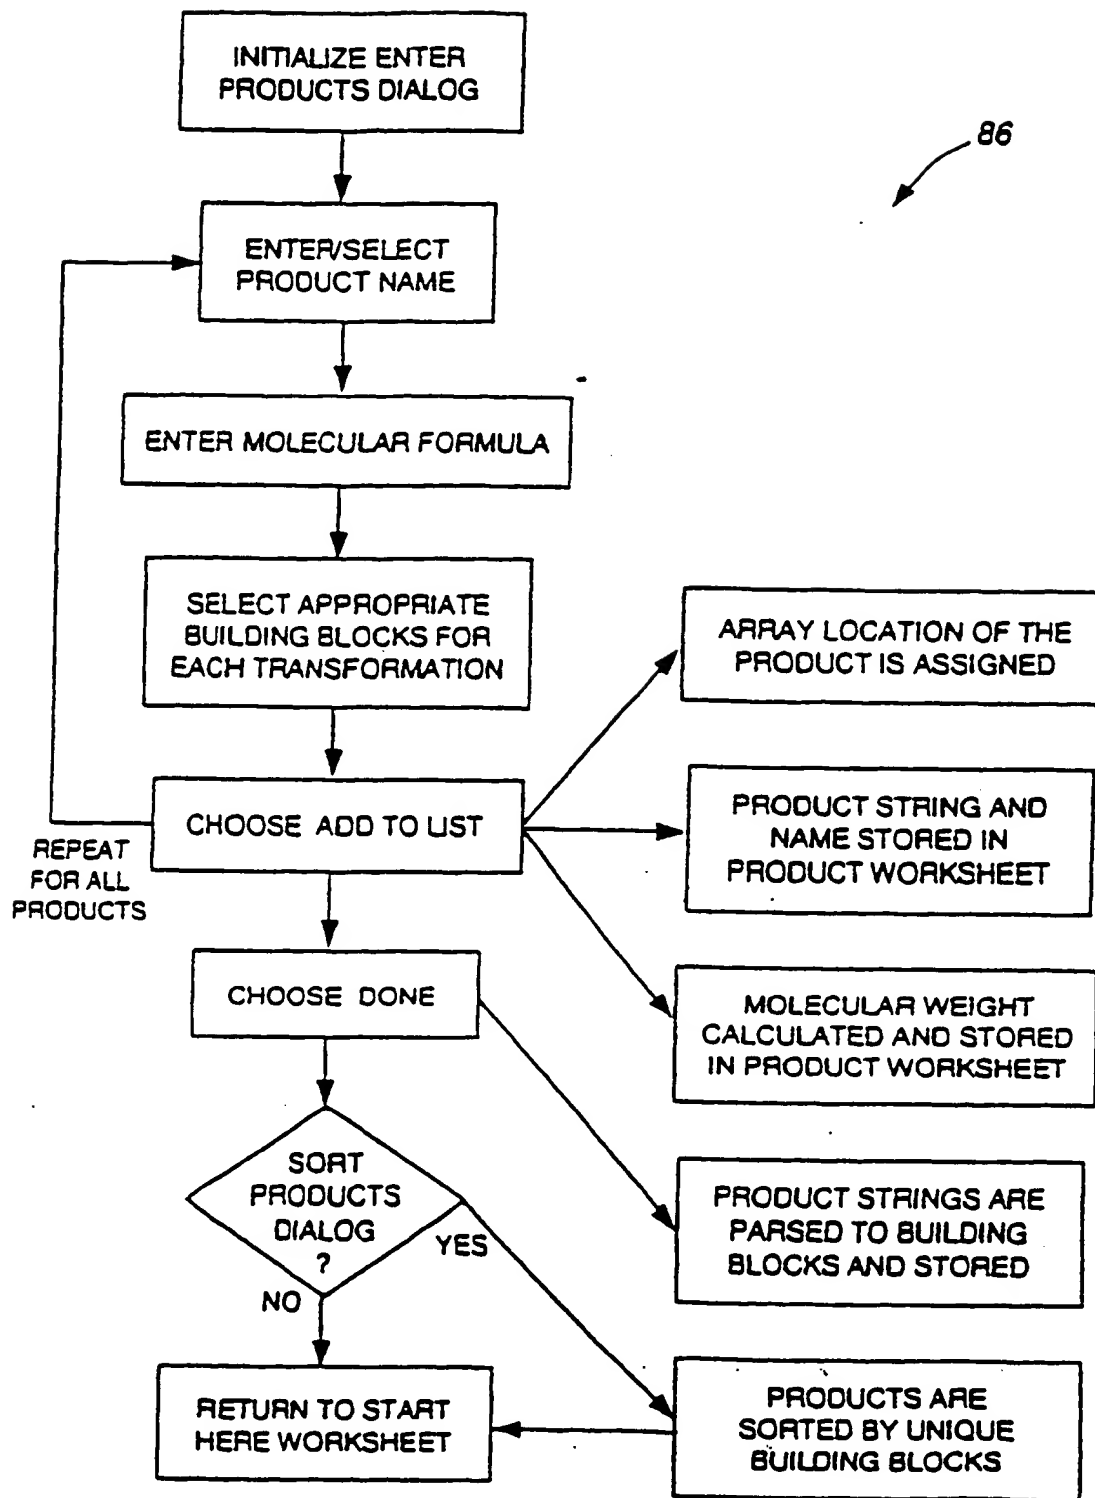 INITIALIZE ENTER
PRODUCTS DIALOG
86
ENTER/SELECT
PRODUCT NAME
ENTER MOLECULAR FORMULA
SELECT APPROPRIATE
BUILDING BLOCKS FOR
EACH TRANSFORMATION
ARRAY LOCATION OF THE
PRODUCT IS ASSIGNED
CHOOSE ADD TO LIST
REPEAT
FOR ALL
PRODUCTS
PRODUCT STRING AND
NAME STORED IN
PRODUCT WORKSHEET
CHOOSE DONE
MOLECULAR WEIGHT
CALCULATED AND STORED
IN PRODUCT WORKSHEET
SORT
PRODUCTS
DIALOG
?
YES
NO
PRODUCT STRINGS ARE
PARSED TO BUILDING
BLOCKS AND STORED
RETURN TO START
HERE WORKSHEET
PRODUCTS ARE
SORTED BY UNIQUE
BUILDING BLOCKS